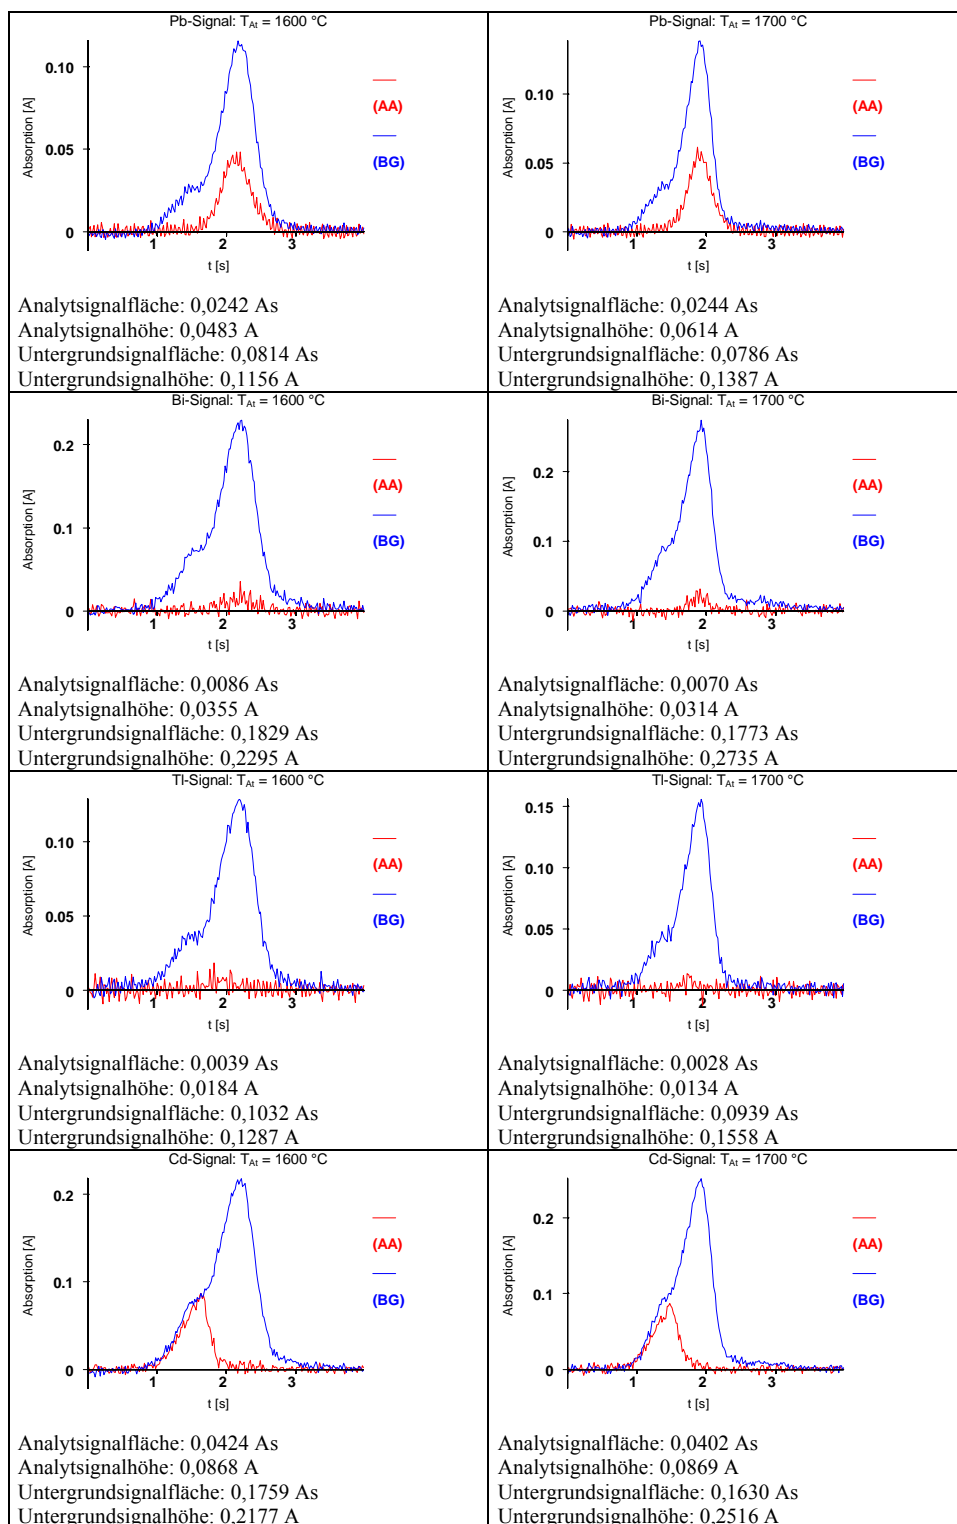 Pb-Signal: T_At = 1600 °C
0.10
0.05
0
1 2 3
Absorption [A]
t [s]
(AA)
(BG)
Analytsignalfläche: 0,0242 As
Analytsignalhöhe: 0,0483 A
Untergrundsignalfläche: 0,0814 As
Untergrundsignalhöhe: 0,1156 A
Pb-Signal: T_At = 1700 °C
0.10
0.05
0
1 2 3
Absorption [A]
t [s]
(AA)
(BG)
Analytsignalfläche: 0,0244 As
Analytsignalhöhe: 0,0614 A
Untergrundsignalfläche: 0,0786 As
Untergrundsignalhöhe: 0,1387 A
Bi-Signal: T_At = 1600 °C
0.2
0.1
0
1 2 3
Absorption [A]
t [s]
(AA)
(BG)
Analytsignalfläche: 0,0086 As
Analytsignalhöhe: 0,0355 A
Untergrundsignalfläche: 0,1829 As
Untergrundsignalhöhe: 0,2295 A
Bi-Signal: T_At = 1700 °C
0.2
0.1
0
1 2 3
Absorption [A]
t [s]
(AA)
(BG)
Analytsignalfläche: 0,0070 As
Analytsignalhöhe: 0,0314 A
Untergrundsignalfläche: 0,1773 As
Untergrundsignalhöhe: 0,2735 A
Tl-Signal: T_At = 1600 °C
0.10
0.05
0
1 2 3
Absorption [A]
t [s]
(AA)
(BG)
Analytsignalfläche: 0,0039 As
Analytsignalhöhe: 0,0184 A
Untergrundsignalfläche: 0,1032 As
Untergrundsignalhöhe: 0,1287 A
Tl-Signal: T_At = 1700 °C
0.15
0.10
0.05
0
1 2 3
Absorption [A]
t [s]
(AA)
(BG)
Analytsignalfläche: 0,0028 As
Analytsignalhöhe: 0,0134 A
Untergrundsignalfläche: 0,0939 As
Untergrundsignalhöhe: 0,1558 A
Cd-Signal: T_At = 1600 °C
0.2
0.1
0
1 2 3
Absorption [A]
t [s]
(AA)
(BG)
Analytsignalfläche: 0,0424 As
Analytsignalhöhe: 0,0868 A
Untergrundsignalfläche: 0,1759 As
Untergrundsignalhöhe: 0,2177 A
Cd-Signal: T_At = 1700 °C
0.2
0.1
0
1 2 3
Absorption [A]
t [s]
(AA)
(BG)
Analytsignalfläche: 0,0402 As
Analytsignalhöhe: 0,0869 A
Untergrundsignalfläche: 0,1630 As
Untergrundsignalhöhe: 0,2516 A